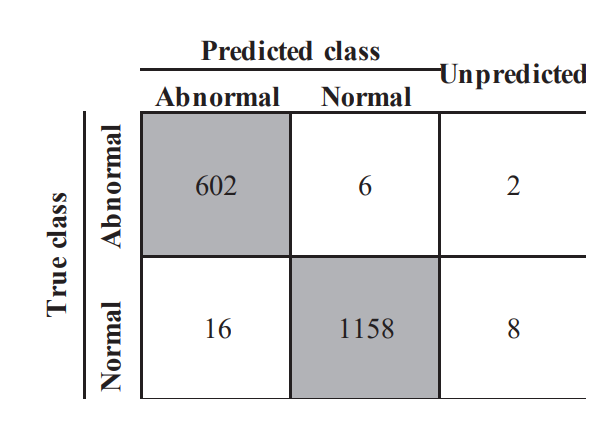 Predicted class
Unpredicted
Abnormal Normal
True class
Abnormal
602 6 2
Normal
16 1158 8